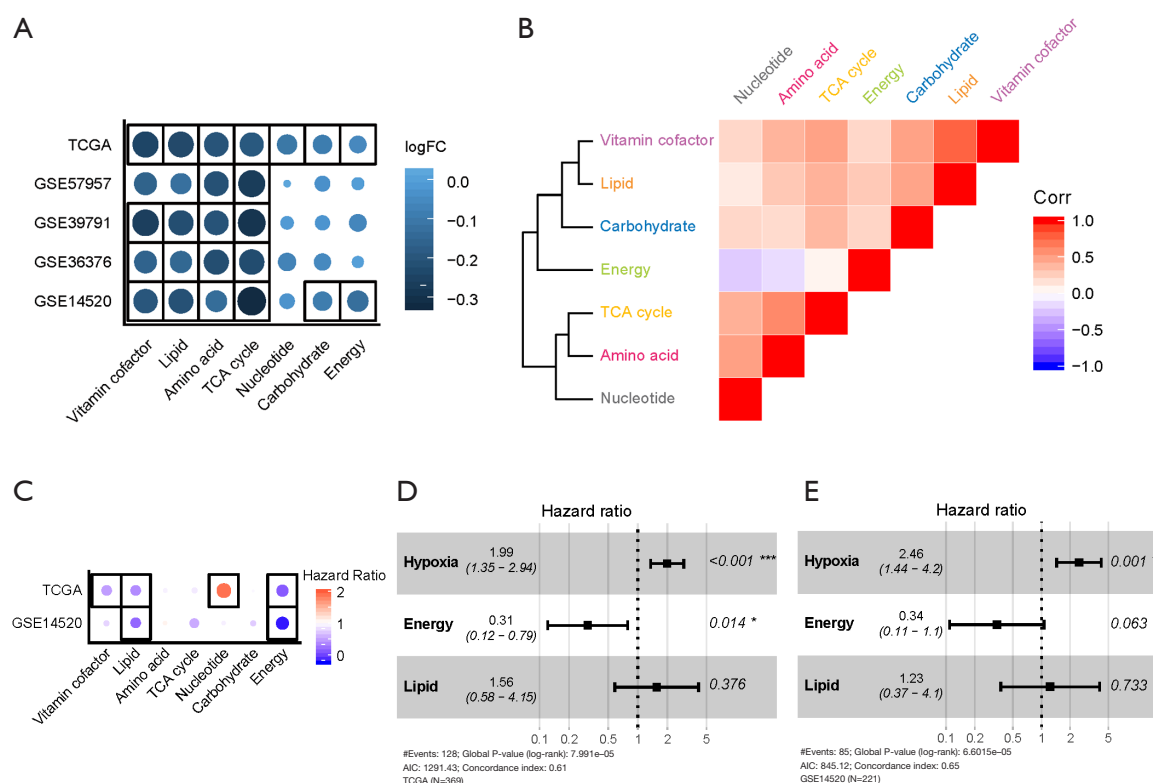 A
TCGA
GSE57957
GSE39791
GSE36376
GSE14520
Vitamin cofactor
Lipid
Amino acid
TCA cycle
Nucleotide
Carbohydrate
Energy
logFC
0.0
−0.1
−0.2
−0.3
B
Nucleotide
Amino acid
TCA cycle
Energy
Carbohydrate
Lipid
Vitamin cofactor
Vitamin cofactor
Lipid
Carbohydrate
Energy
TCA cycle
Amino acid
Nucleotide
Corr
1.0
0.5
0.0
−0.5
−1.0
C
TCGA
GSE14520
Vitamin cofactor
Lipid
Amino acid
TCA cycle
Nucleotide
Carbohydrate
Energy
Hazard Ratio
2
1
0
D
Hazard ratio
Hypoxia 1.99 <0.001 ***
(1.35 − 2.94)
Energy 0.31 0.014 *
(0.12 − 0.79)
Lipid 1.56 0.376
(0.58 − 4.15)
0.1 0.2 0.5 1 2 5
#Events: 128; Global P-value (log-rank): 7.991e−05
AIC: 1291.43; Concordance index: 0.61
TCGA (N=369)
E
Hazard ratio
Hypoxia 2.46 0.001
(1.44 − 4.2)
Energy 0.34 0.063
(0.11 − 1.1)
Lipid 1.23 0.733
(0.37 − 4.1)
0.1 0.2 0.5 1 2 5
#Events: 85; Global P-value (log-rank): 6.6015e−05
AIC: 845.12; Concordance index: 0.65
GSE14520 (N=221)